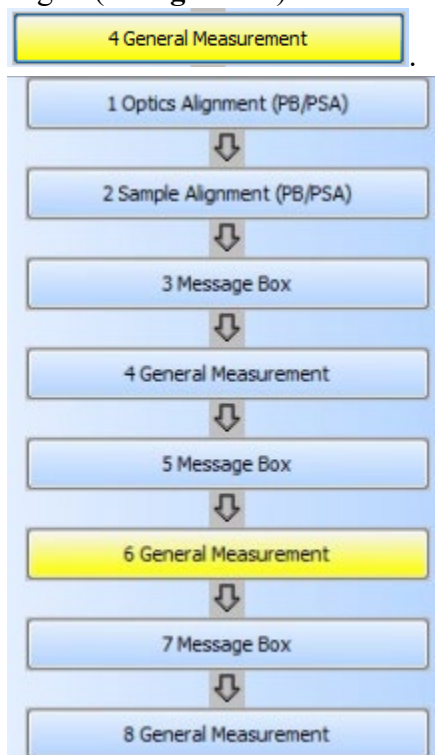 4 General Measurement
.
1 Optics Alignment (PB/PSA)
2 Sample Alignment (PB/PSA)
3 Message Box
4 General Measurement
5 Message Box
6 General Measurement
7 Message Box
8 General Measurement